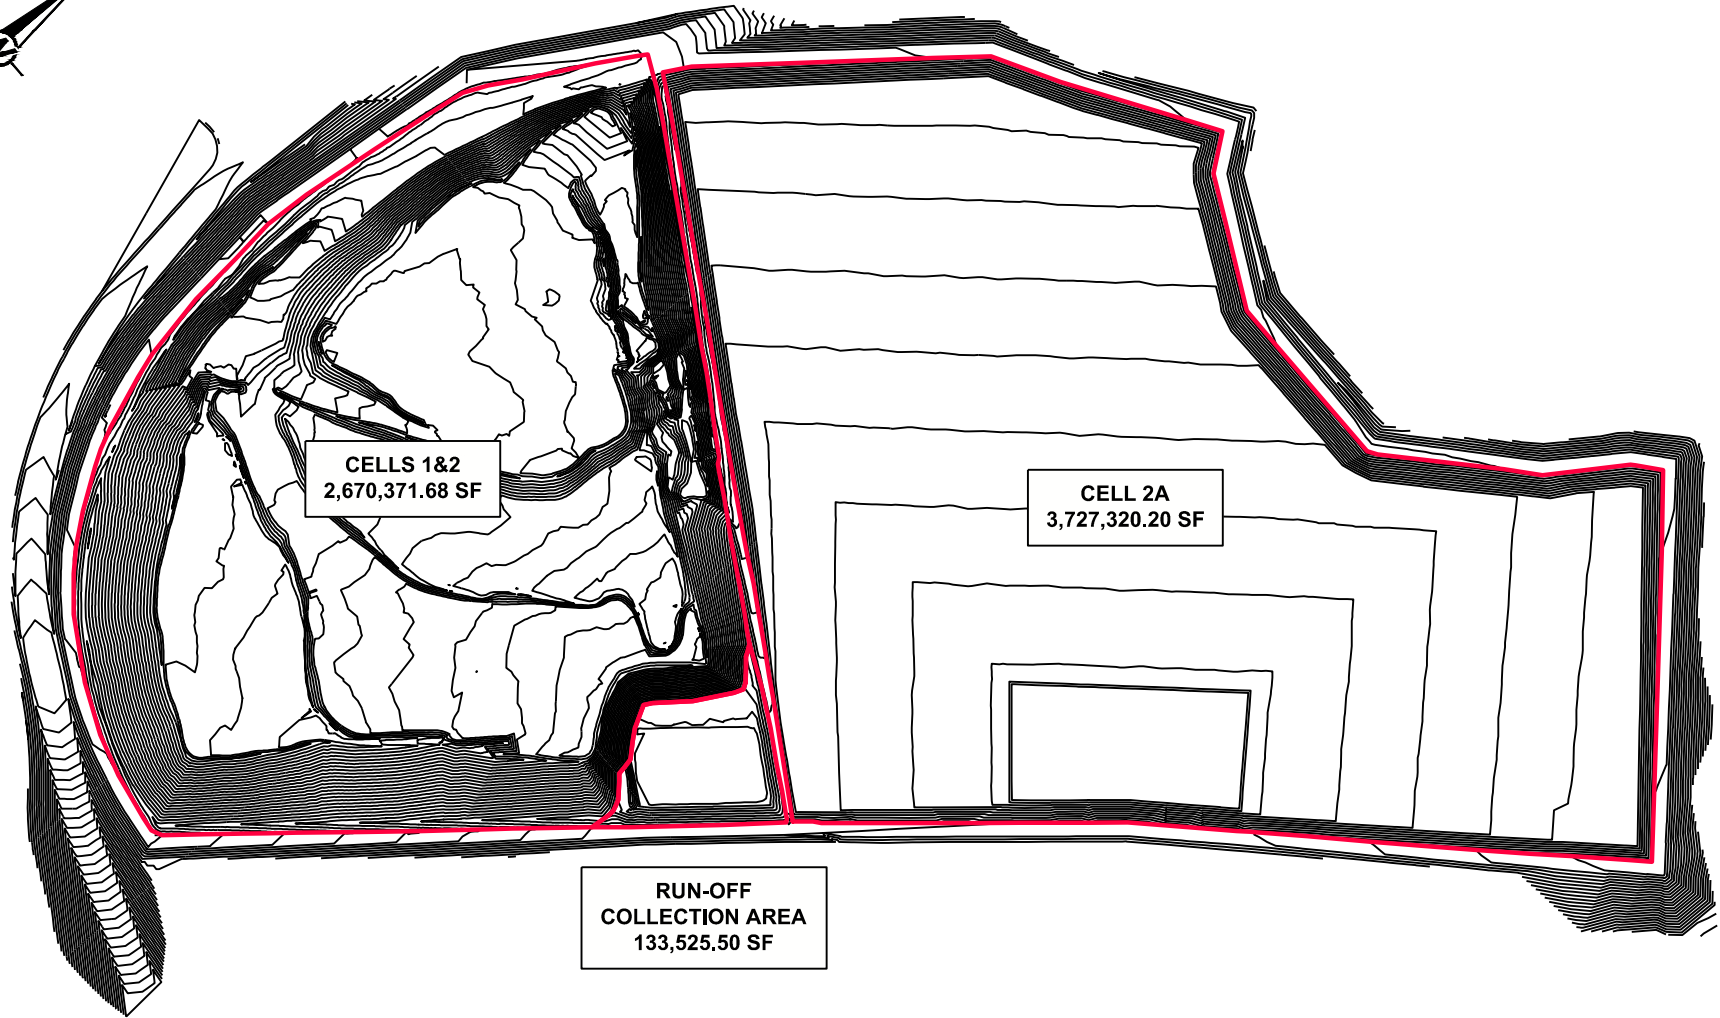 CELLS 1&2
2,670,371.68 SF
CELL 2A
3,727,320.20 SF
RUN-OFF
COLLECTION AREA
133,525.50 SF